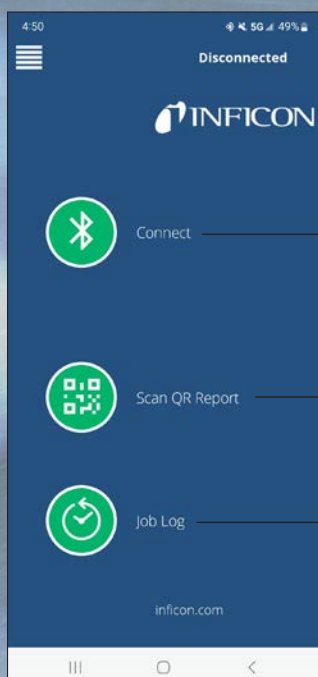 4:50
5G 49%
Disconnected
INFICON
Connect
Scan QR Report
Job Log
inficon.com